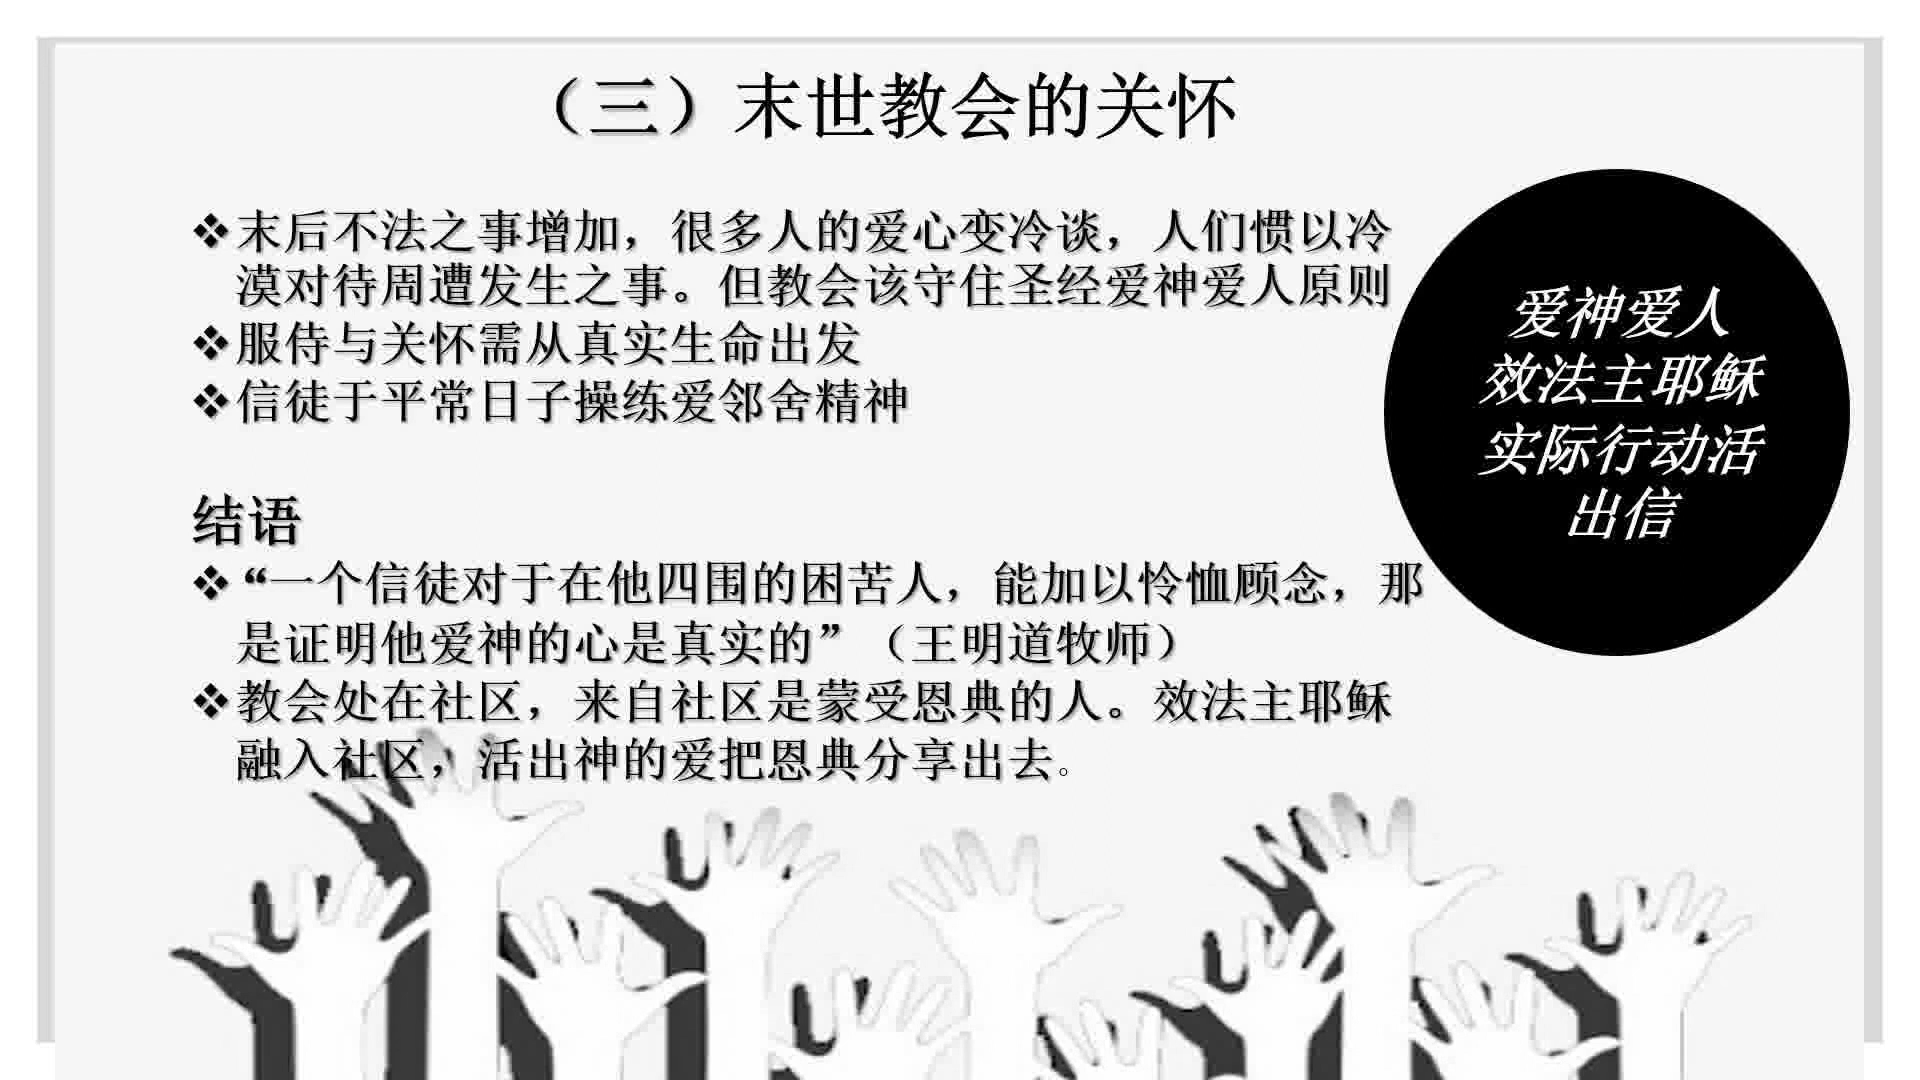 （三）末世教会的关怀
❖末后不法之事增加，很多人的爱心变冷谈，人们惯以冷
漠对待周遭发生之事。但教会该守住圣经爱神爱人原则
❖服侍与关怀需从真实生命出发
❖信徒于平常日子操练爱邻舍精神
结语
❖“一个信徒对于在他四围的困苦人，能加以怜恤顾念，那
是证明他爱神的心是真实的”（王明道牧师）
❖教会处在社区，来自社区是蒙受恩典的人。效法主耶稣
融入社区，活出神的爱把恩典分享出去。
爱神爱人
效法主耶稣
实际行动活
出信